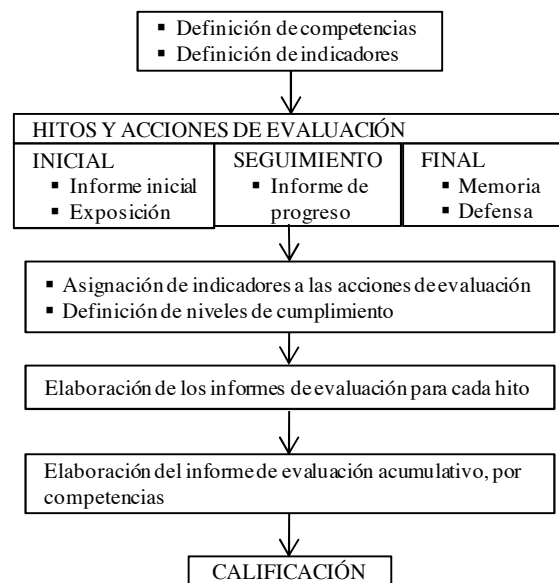 ▪ Definición de competencias
▪ Definición de indicadores
HITOS Y ACCIONES DE EVALUACIÓN
INICIAL
▪ Informe inicial
▪ Exposición
SEGUIMIENTO
▪ Informe de
progreso
FINAL
▪ Memoria
▪ Defensa
▪ Asignación de indicadores a las acciones de evaluación
▪ Definición de niveles de cumplimiento
Elaboración de los informes de evaluación para cada hito
Elaboración del informe de evaluación acumulativo, por
competencias
CALIFICACIÓN